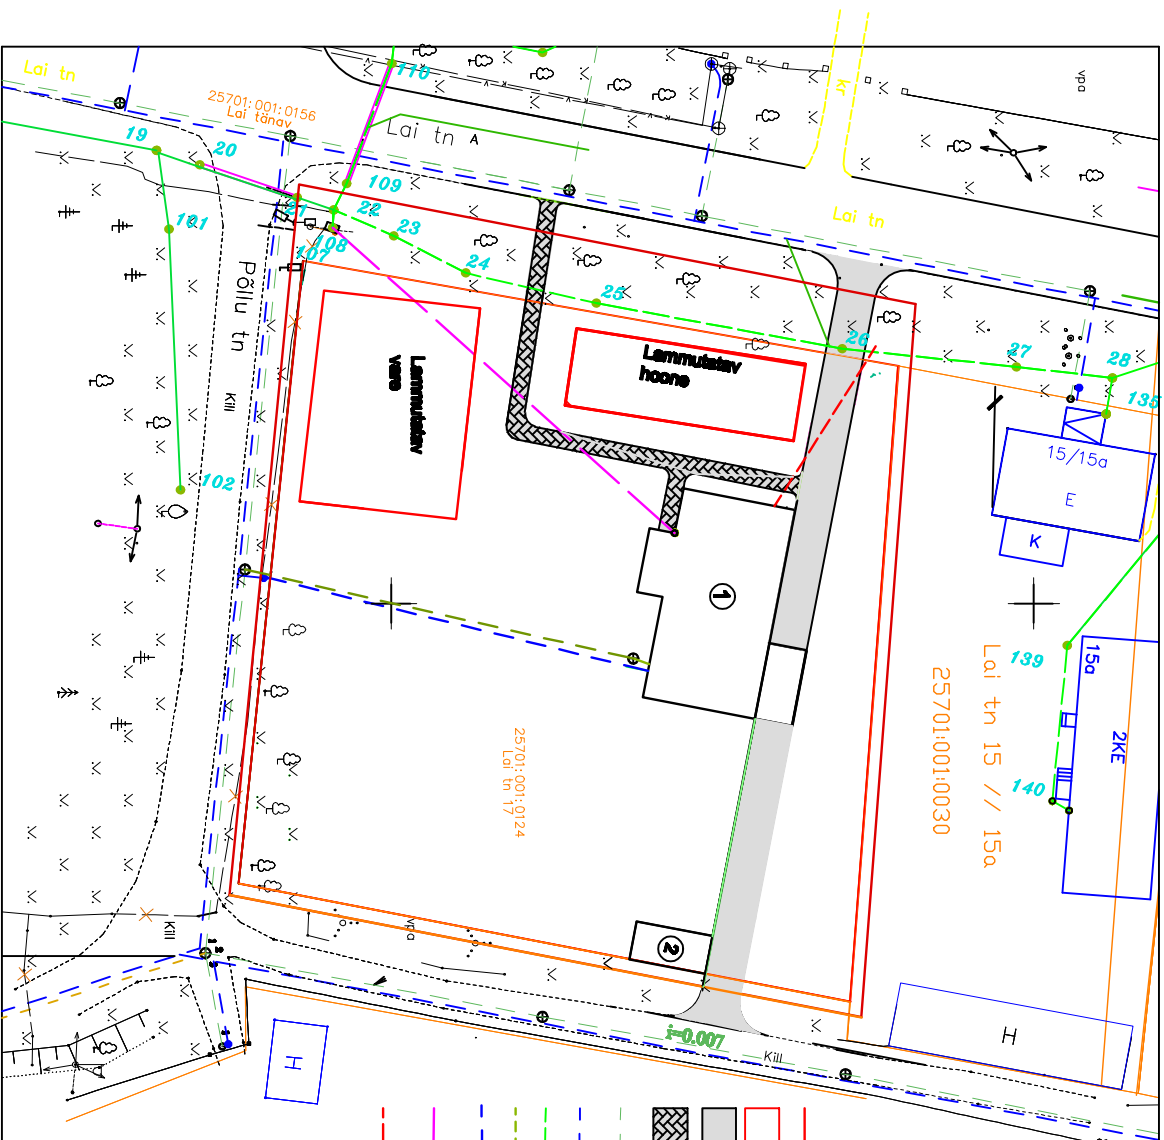 Lai tn
25701:001:0156
Lai tänav
110
Lai tn A
kr
vpa
19
20
109
21
22
23
24
25
26
27
28
135
101
102
107
108
Lai tn
Põllu tn
Kill
Lammutatav
vare
Lammutatav
hoone
15/15a
E
K
1
139
140
15a
2KE
Lai tn 15 // 15a
25701:001:0030
25701:001:0124
Lai tn 17
Kill
vpa
2
i=0.007
Kill
H
H